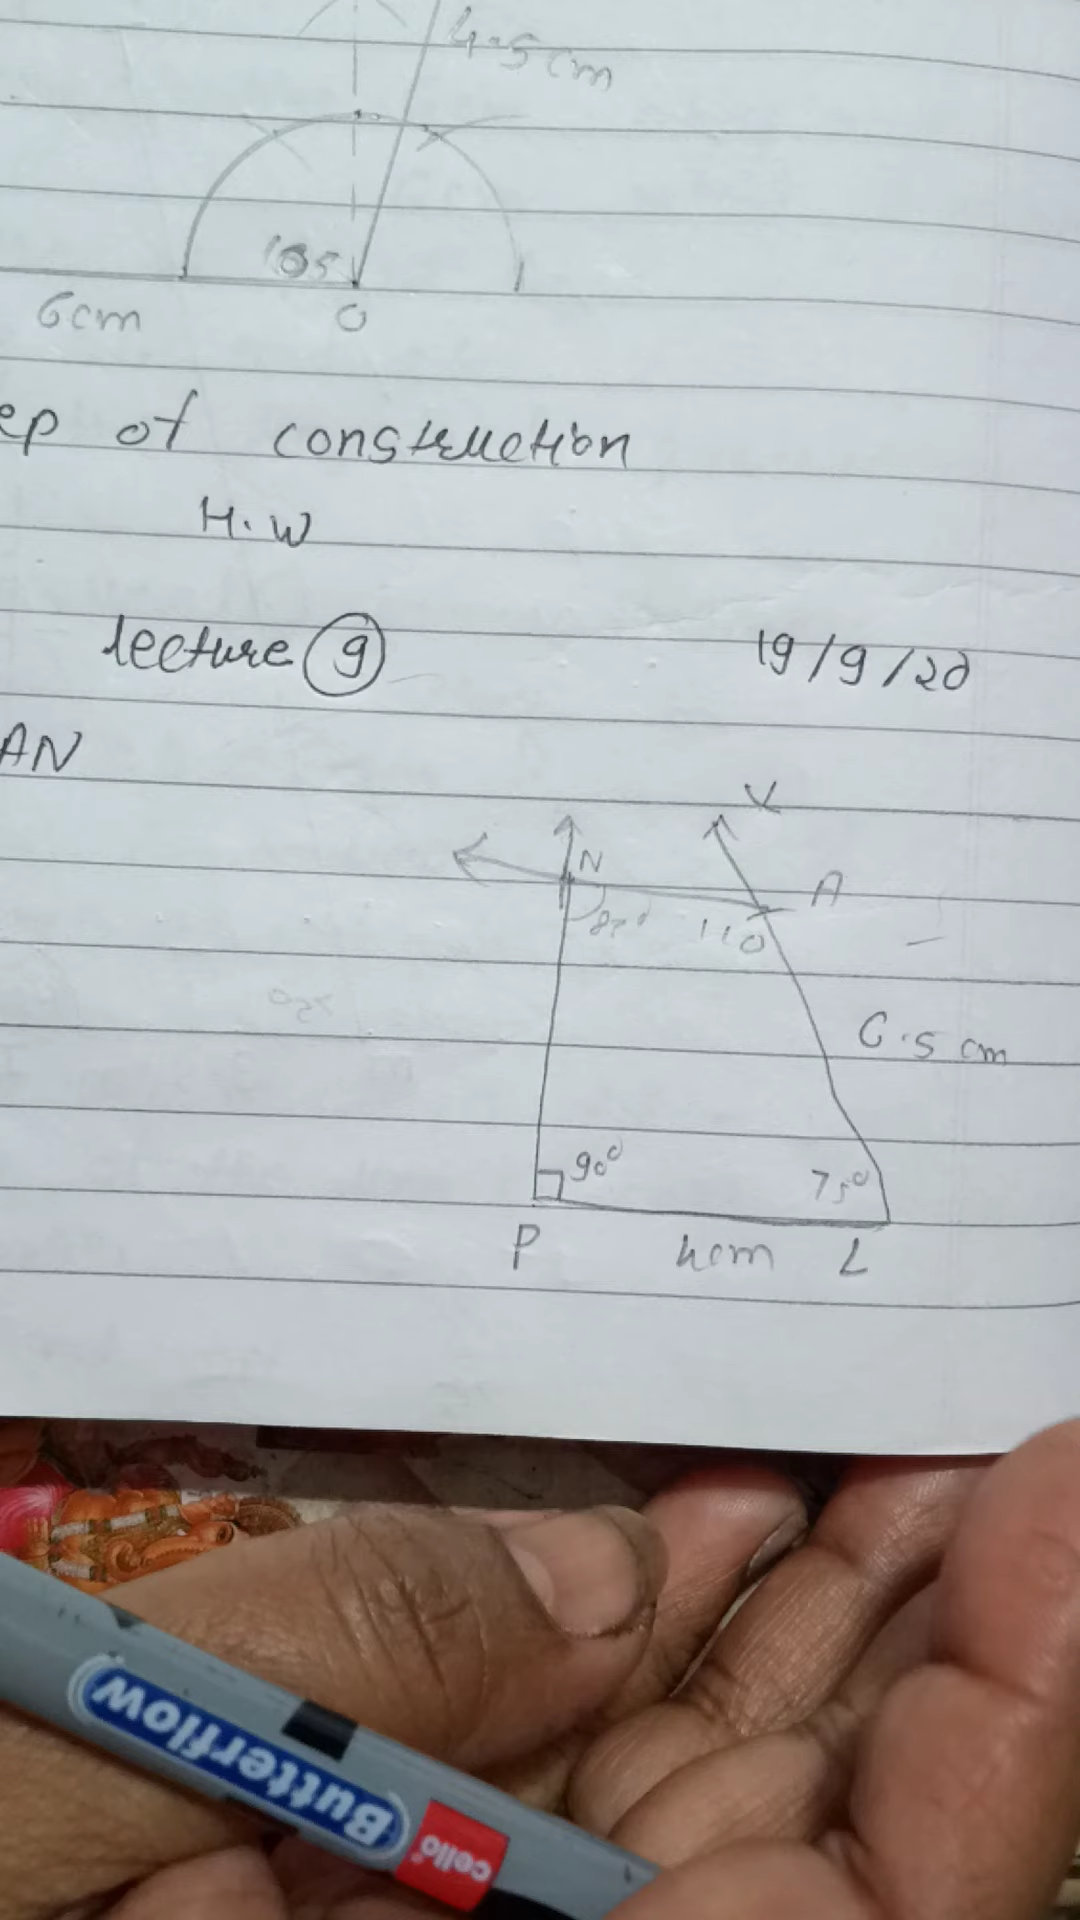 4.5 cm
105
6cm
O
ep of construction
H.W
lecture 9
19/9/20
AN
N
A
110
6.5 cm
90°
75°
P
4cm
L
Butterflow
cello